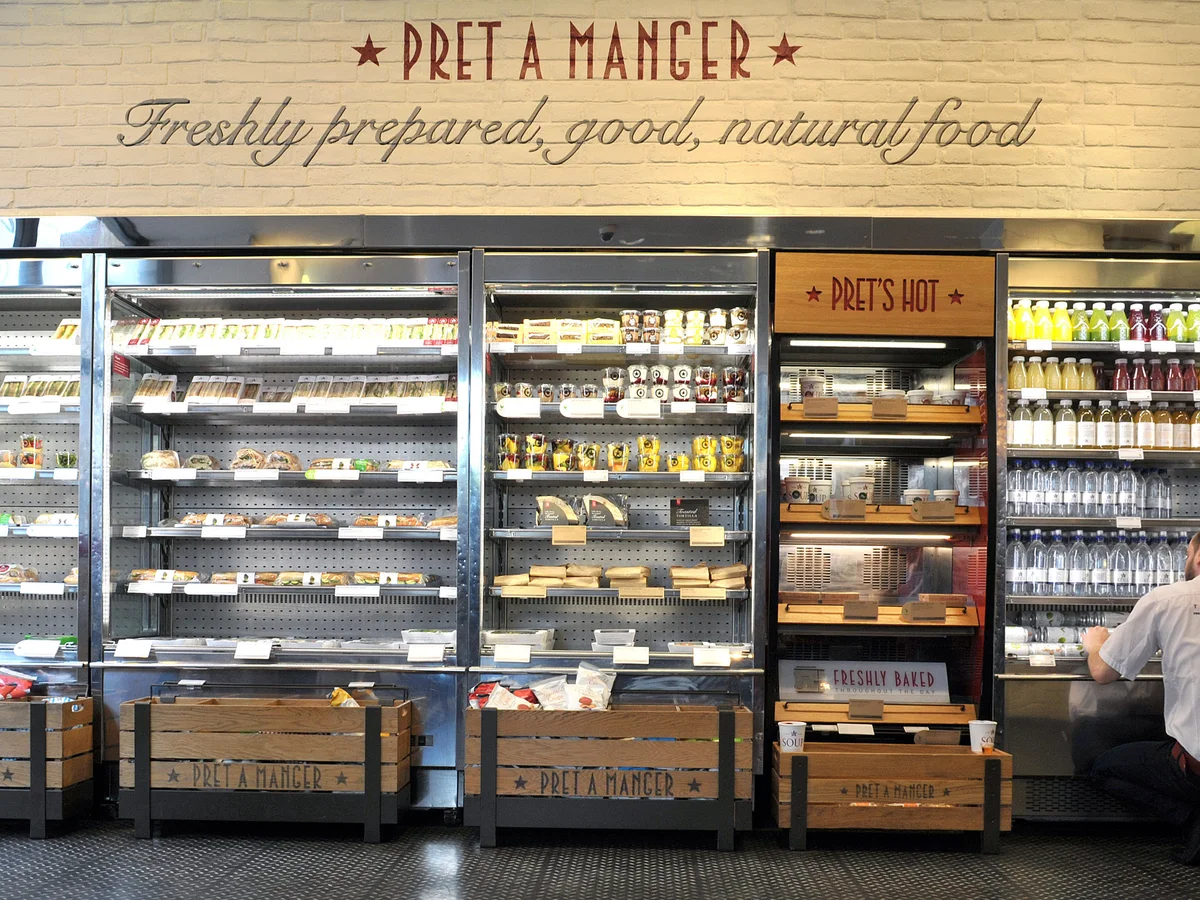 ★ PRET A MANGER ★
Freshly prepared, good, natural food
★ PRET'S HOT ★
SOUP
FRESHLY BAKED
THROUGHOUT THE DAY
SOUP
★ PRET A MANGER ★
★ PRET A MANGER ★
★ PRET A MANGER ★